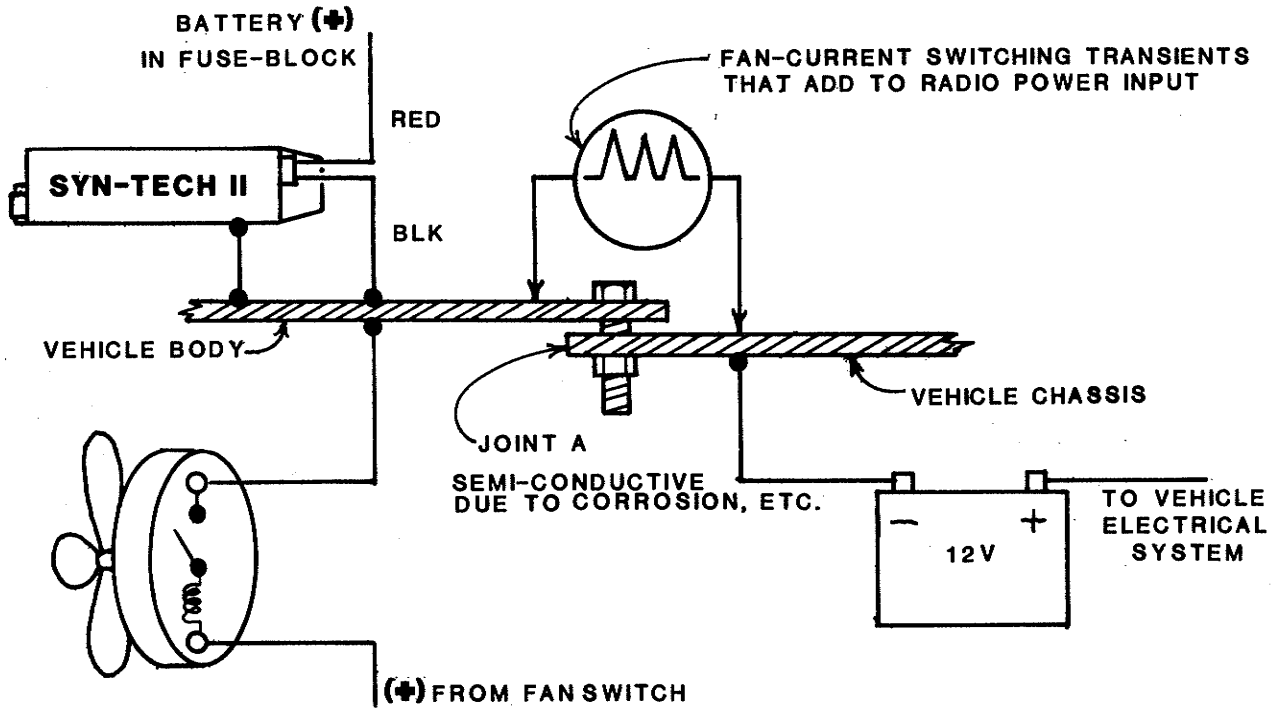 BATTERY (+)
IN FUSE-BLOCK
FAN-CURRENT SWITCHING TRANSIENTS
THAT ADD TO RADIO POWER INPUT
RED
SYN-TECH II
BLK
VEHICLE BODY
VEHICLE CHASSIS
JOINT A
SEMI-CONDUCTIVE
DUE TO CORROSION, ETC.
− +
12V
TO VEHICLE
ELECTRICAL
SYSTEM
(+) FROM FAN SWITCH